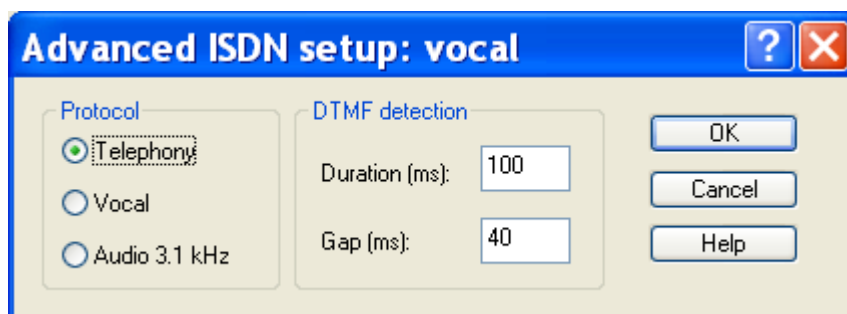 Advanced ISDN setup: vocal
?
Protocol
Telephony
Vocal
Audio 3.1 kHz
DTMF detection
Duration (ms): 100
Gap (ms): 40
OK
Cancel
Help